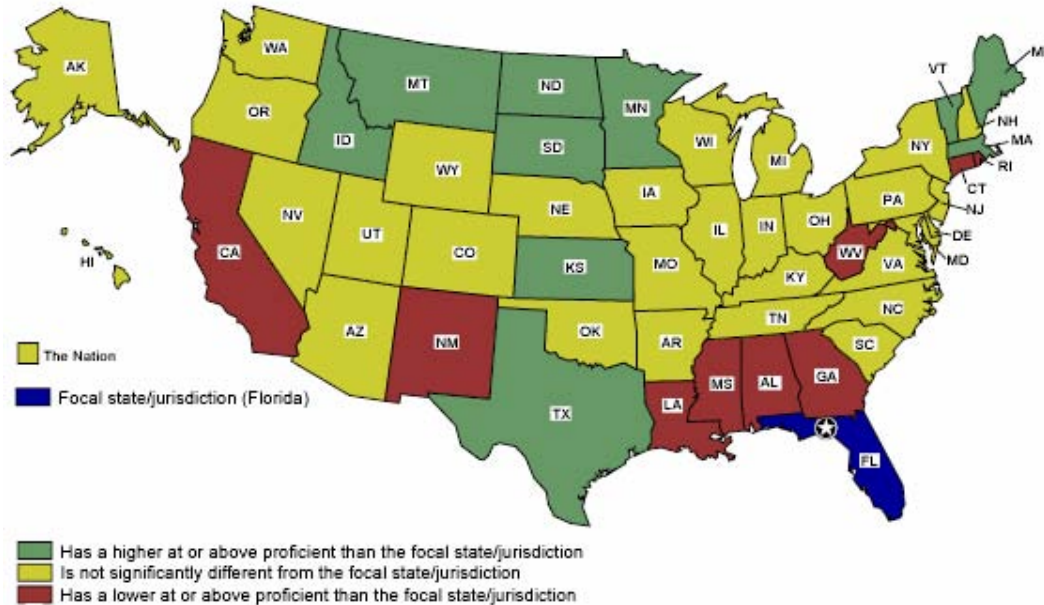 AK
WA
OR
CA
NV
ID
MT
WY
UT
CO
AZ
NM
ND
SD
NE
KS
OK
TX
MN
IA
MO
AR
LA
WI
IL
MI
IN
OH
KY
TN
MS
AL
GA
FL
SC
NC
VA
WV
PA
NY
VT
M
NH
MA
RI
CT
NJ
DE
MD
HI
The Nation
Focal state/jurisdiction (Florida)
Has a higher at or above proficient than the focal state/jurisdiction
Is not significantly different from the focal state/jurisdiction
Has a lower at or above proficient than the focal state/jurisdiction